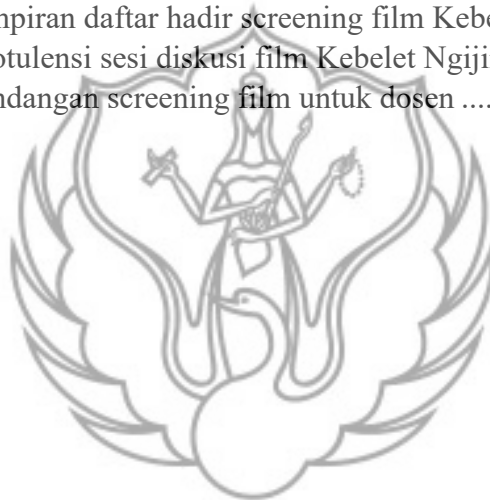 mpiran daftar hadir screening film Kebe
otulensi sesi diskusi film Kebelet Ngiji
ndangan screening film untuk dosen ....